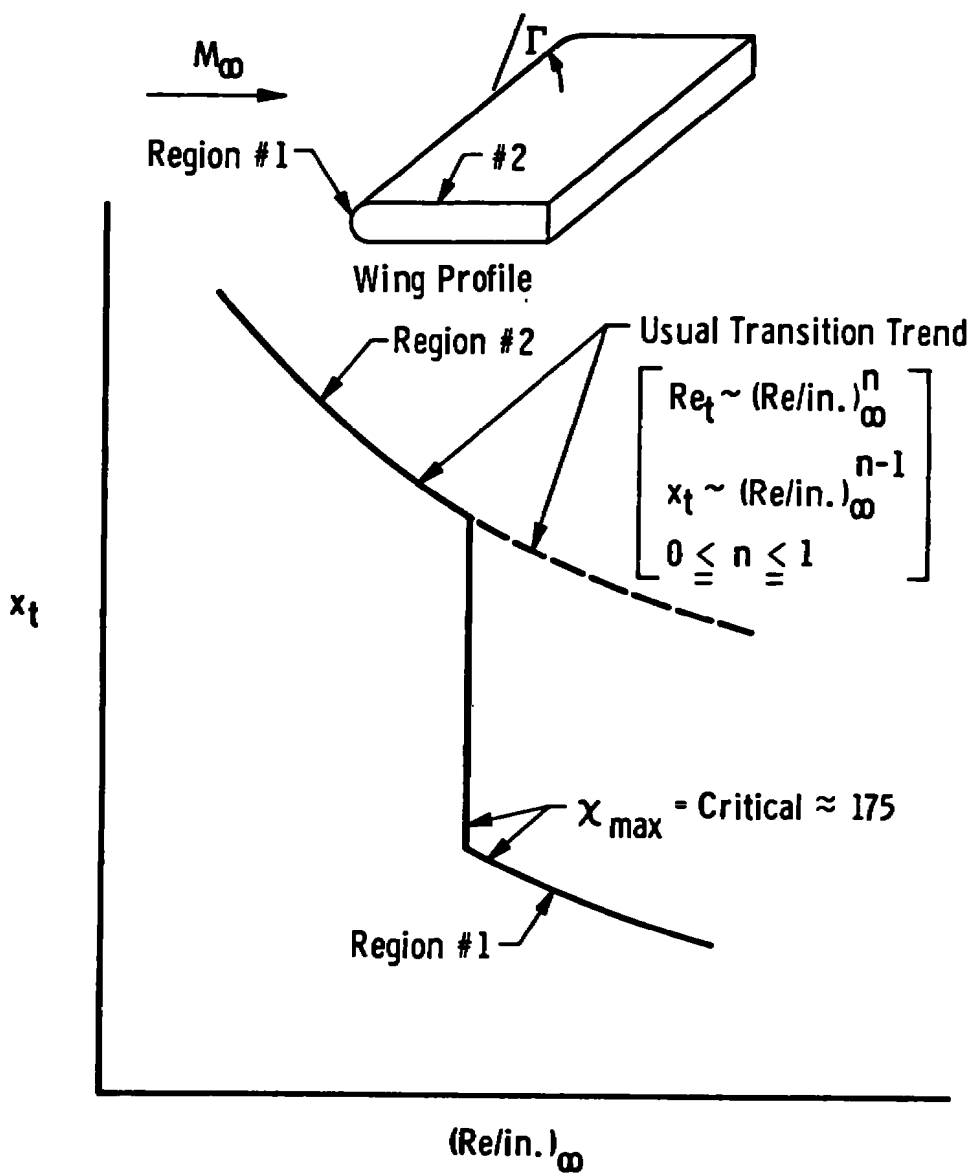 M∞
Γ
Region #1
#2
Wing Profile
Region #2
Usual Transition Trend
Re_t ~ (Re/in.)_∞^n
x_t ~ (Re/in.)_∞^{n-1}
0 ≦ n ≦ 1
x_t
χ_max = Critical ≈ 175
Region #1
(Re/in.)_∞